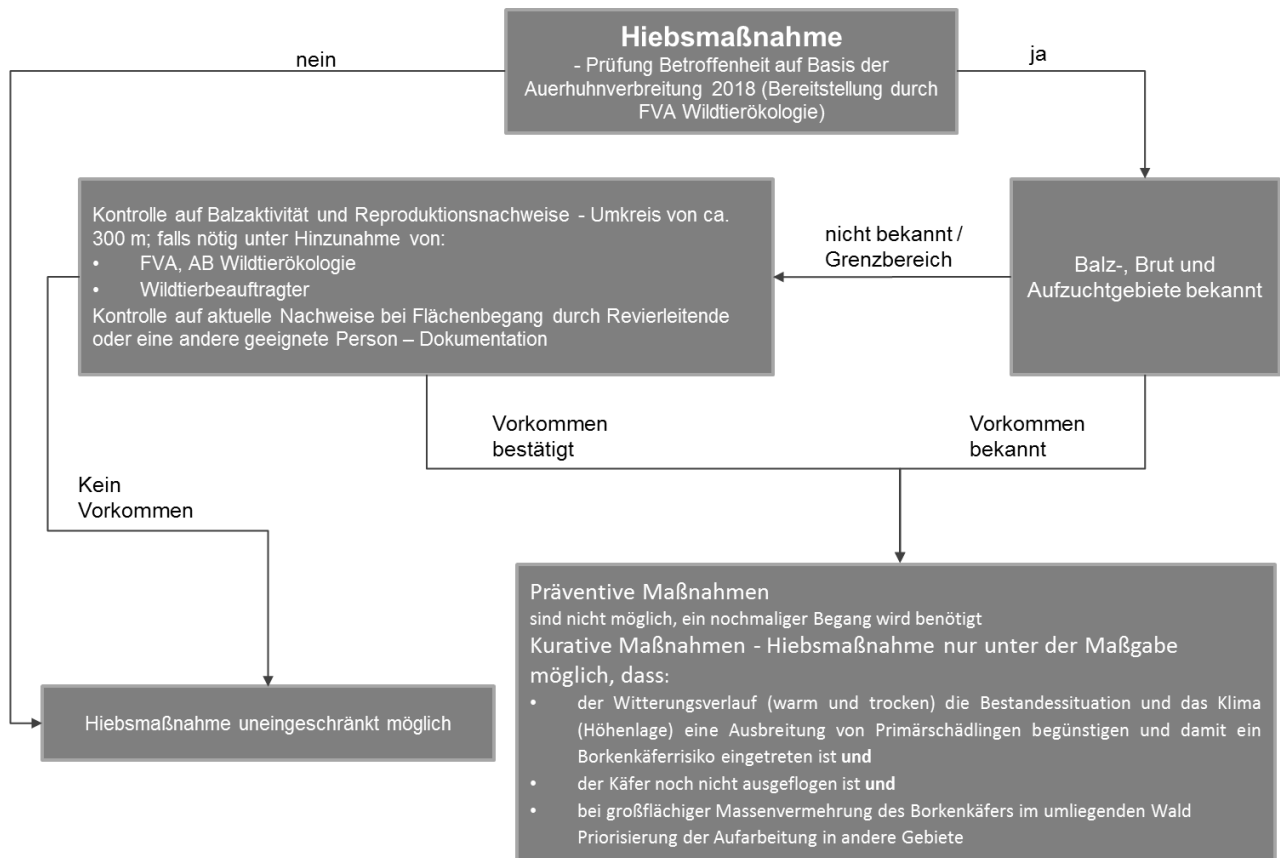 Hiebsmaßnahme
- Prüfung Betroffenheit auf Basis der
Auerhuhnverbreitung 2018 (Bereitstellung durch
FVA Wildtierökologie)
nein
ja
Kontrolle auf Balzaktivität und Reproduktionsnachweise - Umkreis von ca.
300 m; falls nötig unter Hinzunahme von:
• FVA, AB Wildtierökologie
• Wildtierbeauftragter
Kontrolle auf aktuelle Nachweise bei Flächenbegang durch Revierleitende
oder eine andere geeignete Person – Dokumentation
nicht bekannt /
Grenzbereich
Balz-, Brut und
Aufzuchtgebiete bekannt
Vorkommen
bestätigt
Vorkommen
bekannt
Kein
Vorkommen
Präventive Maßnahmen
sind nicht möglich, ein nochmaliger Begang wird benötigt
Kurative Maßnahmen - Hiebsmaßnahme nur unter der Maßgabe
möglich, dass:
• der Witterungsverlauf (warm und trocken) die Bestandessituation und das Klima
(Höhenlage) eine Ausbreitung von Primärschädlingen begünstigen und damit ein
Borkenkäferrisiko eingetreten ist und
• der Käfer noch nicht ausgeflogen ist und
• bei großflächiger Massenvermehrung des Borkenkäfers im umliegenden Wald
Priorisierung der Aufarbeitung in andere Gebiete
Hiebsmaßnahme uneingeschränkt möglich